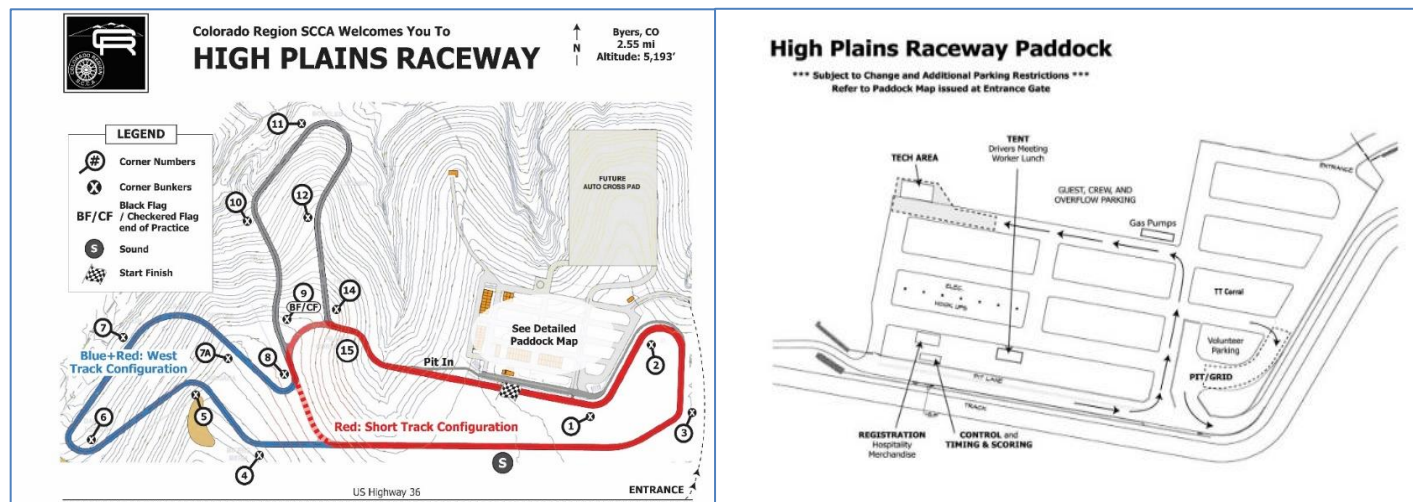 COLORADO REGION SCCA
Colorado Region SCCA Welcomes You To
HIGH PLAINS RACEWAY
N
Byers, CO
2.55 mi
Altitude: 5,193’
LEGEND
# Corner Numbers
X Corner Bunkers
BF/CF Black Flag
/ Checkered Flag
end of Practice
S Sound
Start Finish
11
10
12
9
BF/CF
14
7
7A
8
15
6
5
4
1
2
3
S
FUTURE
AUTO CROSS PAD
See Detailed
Paddock Map
Pit In
Blue+Red: West
Track Configuration
Red: Short Track Configuration
US Highway 36
ENTRANCE
High Plains Raceway Paddock
*** Subject to Change and Additional Parking Restrictions ***
Refer to Paddock Map issued at Entrance Gate
TENT
Drivers Meeting
Worker Lunch
TECH AREA
ENTRANCE
GUEST, CREW, AND
OVERFLOW PARKING
Gas Pumps
ELEC.
HOOK UPS
TT Corral
Volunteer
Parking
PIT/GRID
PIT LANE
TRACK
REGISTRATION
Hospitality
Merchandise
CONTROL and
TIMING & SCORING